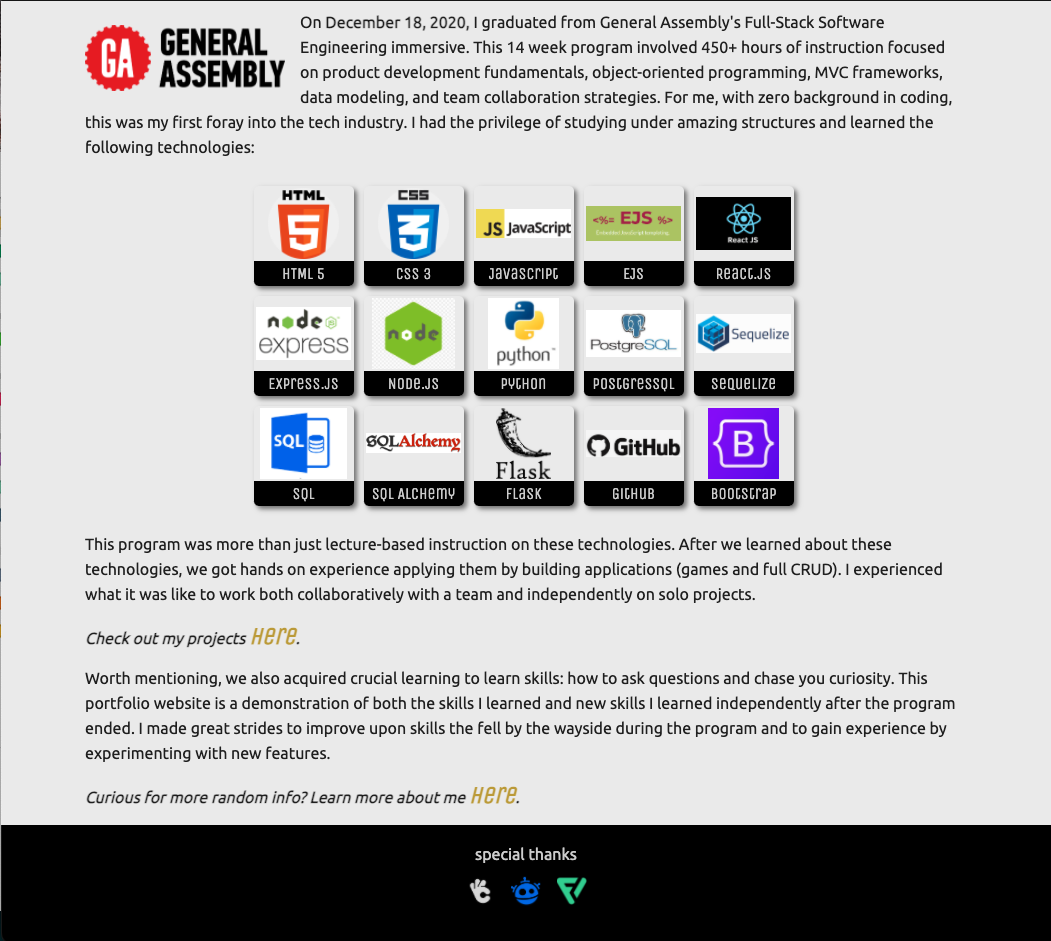 GA GENERAL ASSEMBLY
On December 18, 2020, I graduated from General Assembly's Full-Stack Software
Engineering immersive. This 14 week program involved 450+ hours of instruction focused
on product development fundamentals, object-oriented programming, MVC frameworks,
data modeling, and team collaboration strategies. For me, with zero background in coding,
this was my first foray into the tech industry. I had the privilege of studying under amazing structures and learned the
following technologies:
HTML 5
HTML 5
CSS 3
CSS 3
JS JavaScript
JavaScript
<%= EJS %>
Embedded JavaScript templating.
EJS
React JS
React.JS
node JS express
Express.JS
node
Node.JS
python™
Python
PostgreSQL
PostgresSQL
Sequelize
Sequelize
SQL
SQL
SQLAlchemy
SQL Alchemy
Flask
Flask
GitHub
GitHub
B
Bootstrap
This program was more than just lecture-based instruction on these technologies. After we learned about these
technologies, we got hands on experience applying them by building applications (games and full CRUD). I experienced
what it was like to work both collaboratively with a team and independently on solo projects.
Check out my projects Here.
Worth mentioning, we also acquired crucial learning to learn skills: how to ask questions and chase you curiosity. This
portfolio website is a demonstration of both the skills I learned and new skills I learned independently after the program
ended. I made great strides to improve upon skills the fell by the wayside during the program and to gain experience by
experimenting with new features.
Curious for more random info? Learn more about me Here.
special thanks